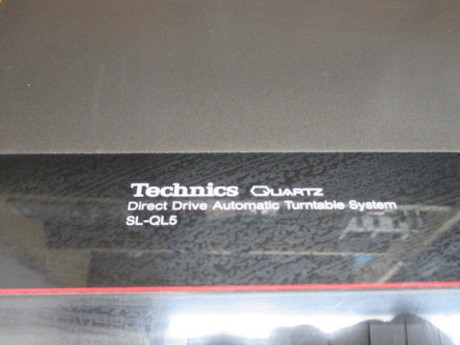 Technics QUARTZ
Direct Drive Automatic Turntable System
SL-QL5